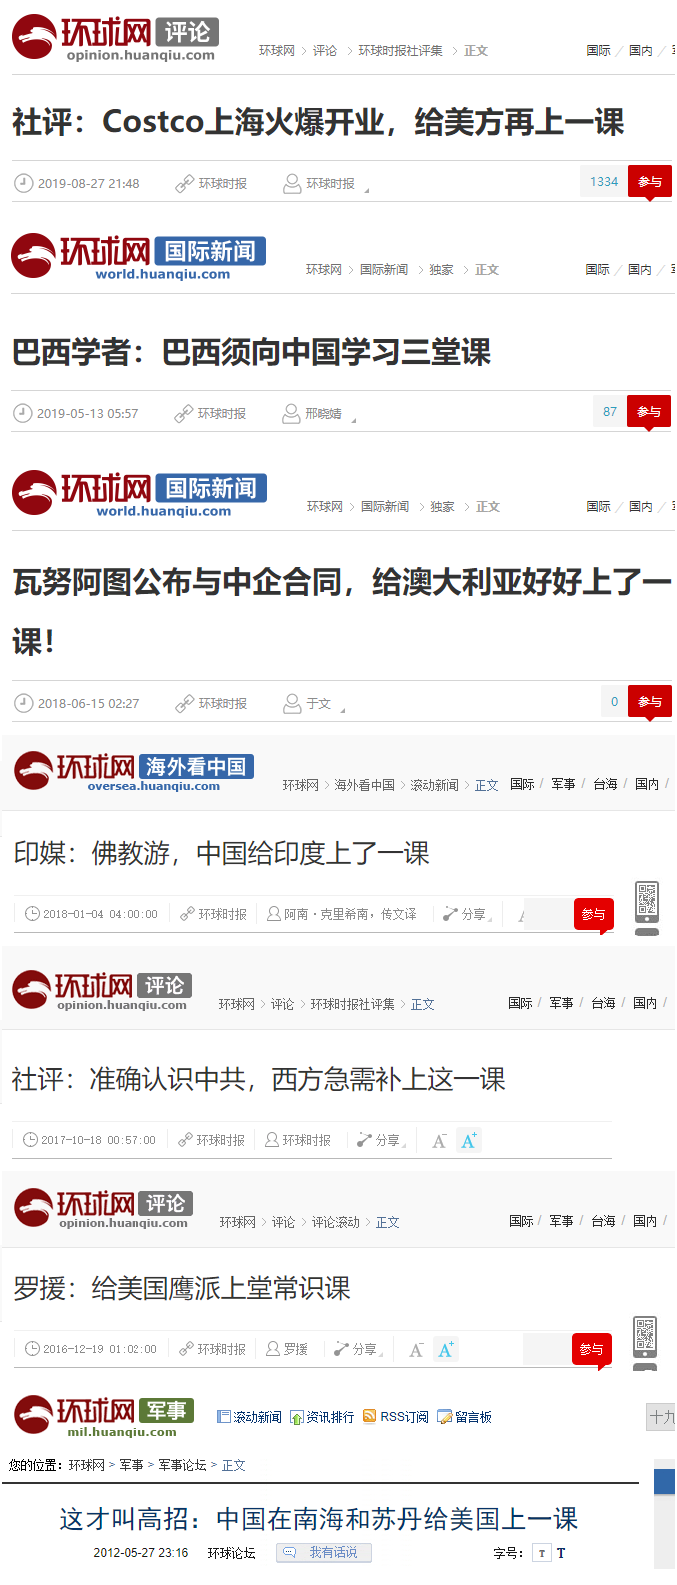 环球网 评论
opinion.huanqiu.com
环球网 > 评论 > 环球时报社评集 > 正文
国际 / 国内 /
社评：Costco上海火爆开业，给美方再上一课
2019-08-27 21:48 环球时报 环球时报 1334 参与
环球网 国际新闻
world.huanqiu.com
环球网 > 国际新闻 > 独家 > 正文
国际 / 国内 /
巴西学者：巴西须向中国学习三堂课
2019-05-13 05:57 环球时报 邢晓婧 87 参与
环球网 国际新闻
world.huanqiu.com
环球网 > 国际新闻 > 独家 > 正文
国际 / 国内 /
瓦努阿图公布与中企合同，给澳大利亚好好上了一
课！
2018-06-15 02:27 环球时报 于文 0 参与
环球网 海外看中国
oversea.huanqiu.com
环球网 > 海外看中国 > 滚动新闻 > 正文
国际 / 军事 / 台海 / 国内 /
印媒：佛教游，中国给印度上了一课
2018-01-04 04:00:00 环球时报 阿南·克里希南，传文译 分享 参与
环球网 评论
opinion.huanqiu.com
环球网 > 评论 > 环球时报社评集 > 正文
国际 / 军事 / 台海 / 国内 /
社评：准确认识中共，西方急需补上这一课
2017-10-18 00:57:00 环球时报 环球时报 分享 A- A+
环球网 评论
opinion.huanqiu.com
环球网 > 评论 > 评论滚动 > 正文
国际 / 军事 / 台海 / 国内 /
罗援：给美国鹰派上堂常识课
2016-12-19 01:02:00 环球时报 罗援 分享 A- A+ 参与
环球网 军事
mil.huanqiu.com
滚动新闻 资讯排行 RSS订阅 留言板
十九
您的位置：环球网 > 军事 > 军事论坛 > 正文
这才叫高招：中国在南海和苏丹给美国上一课
2012-05-27 23:16 环球论坛 我有话说 字号：T T